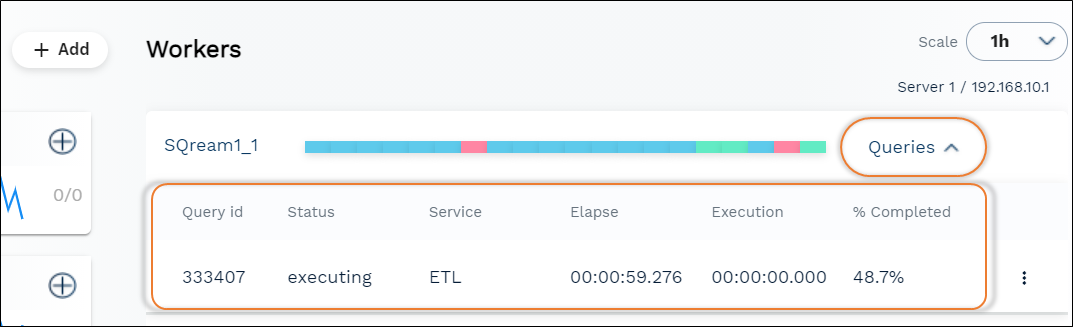 + Add
Workers
Scale 1h
Server 1 / 192.168.10.1
SQream1_1 Queries
0/0
Query id Status Service Elapse Execution % Completed
333407 executing ETL 00:00:59.276 00:00:00.000 48.7%